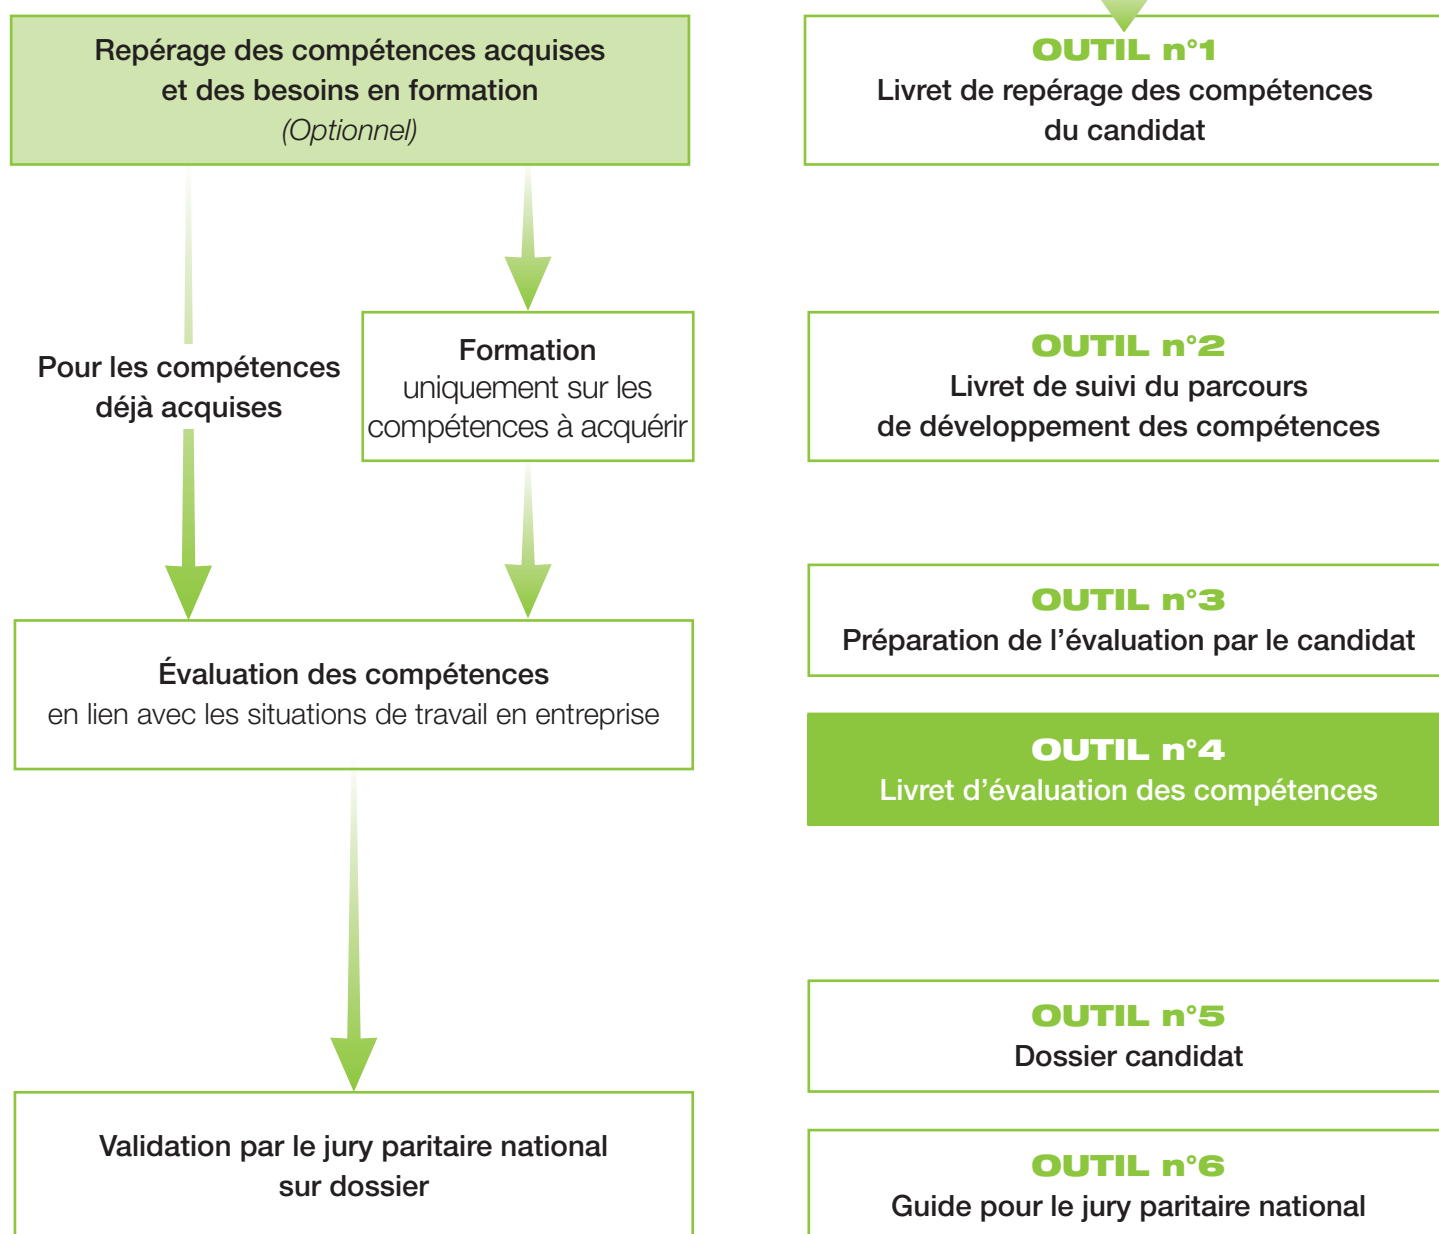 Repérage des compétences acquises
et des besoins en formation
(Optionnel)
OUTIL n°1
Livret de repérage des compétences
du candidat
Pour les compétences
déjà acquises
Formation
uniquement sur les
compétences à acquérir
OUTIL n°2
Livret de suivi du parcours
de développement des compétences
OUTIL n°3
Préparation de l’évaluation par le candidat
Évaluation des compétences
en lien avec les situations de travail en entreprise
OUTIL n°4
Livret d’évaluation des compétences
OUTIL n°5
Dossier candidat
Validation par le jury paritaire national
sur dossier
OUTIL n°6
Guide pour le jury paritaire national